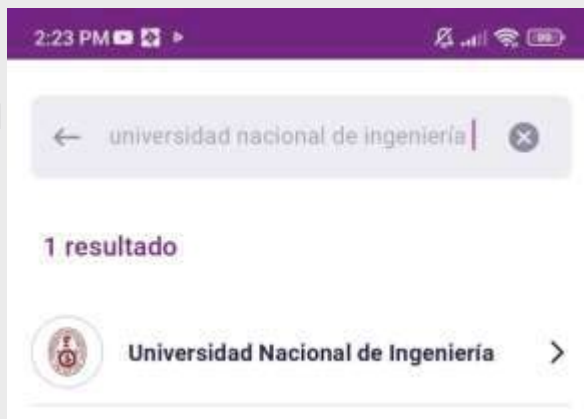 2:23 PM
universidad nacional de ingeniería
1 resultado
Universidad Nacional de Ingeniería